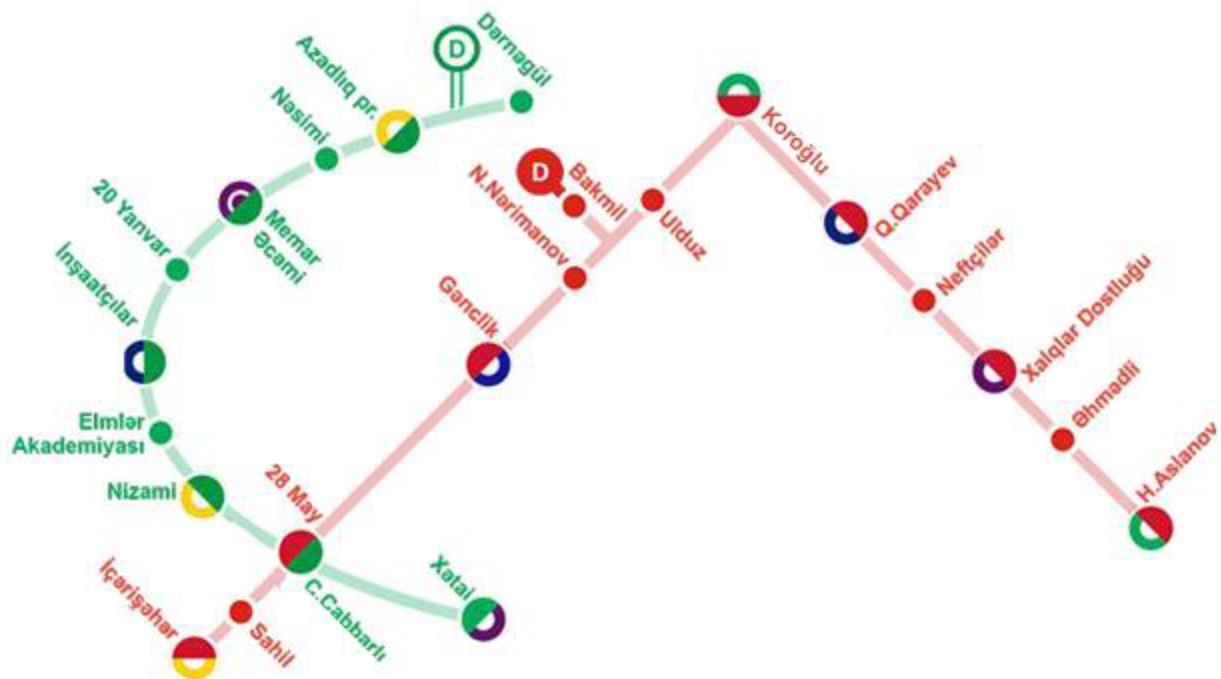 Dərnəgül
D
Azadlıq pr.
Nəsimi
Memar
Əcəmi
20 Yanvar
İnşaatçılar
Elmlər
Akademiyası
Nizami
28 May
C.Cabbarlı
Xətai
Sahil
İçərişəhər
Gənclik
N.Nərimanov
D
Bakmil
Ulduz
Koroğlu
Q.Qarayev
Neftçilər
Xalqlar Dostluğu
Əhmədli
H.Aslanov